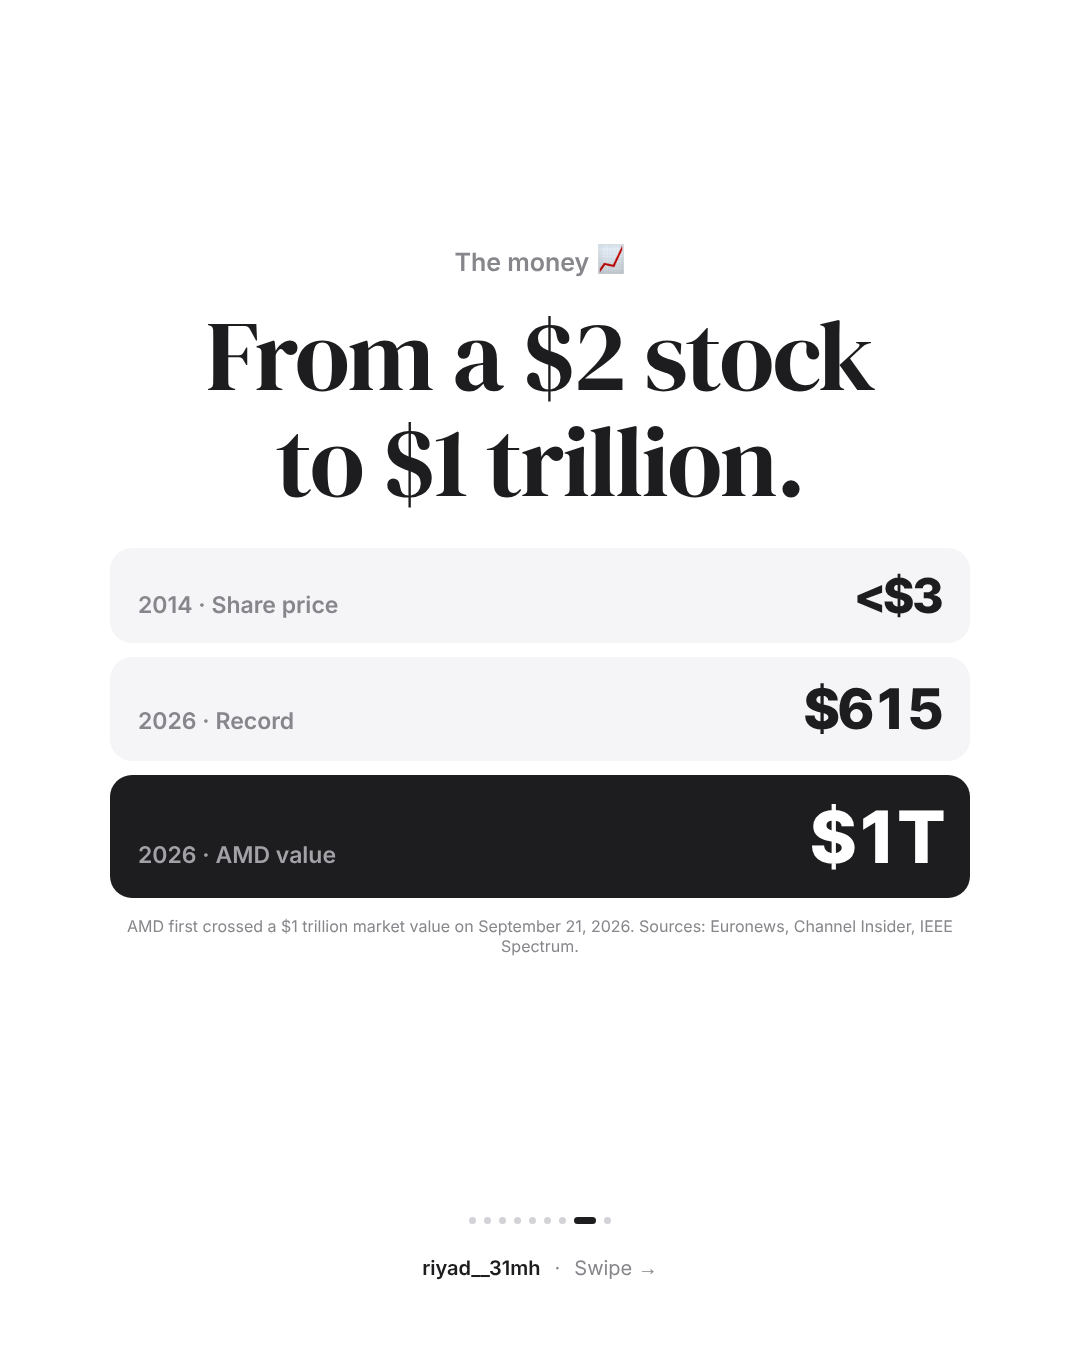 The money 📈
From a $2 stock
to $1 trillion.
2014 · Share price <$3
2026 · Record $615
2026 · AMD value $1T
AMD first crossed a $1 trillion market value on September 21, 2026. Sources: Euronews, Channel Insider, IEEE
Spectrum.
riyad__31mh · Swipe →